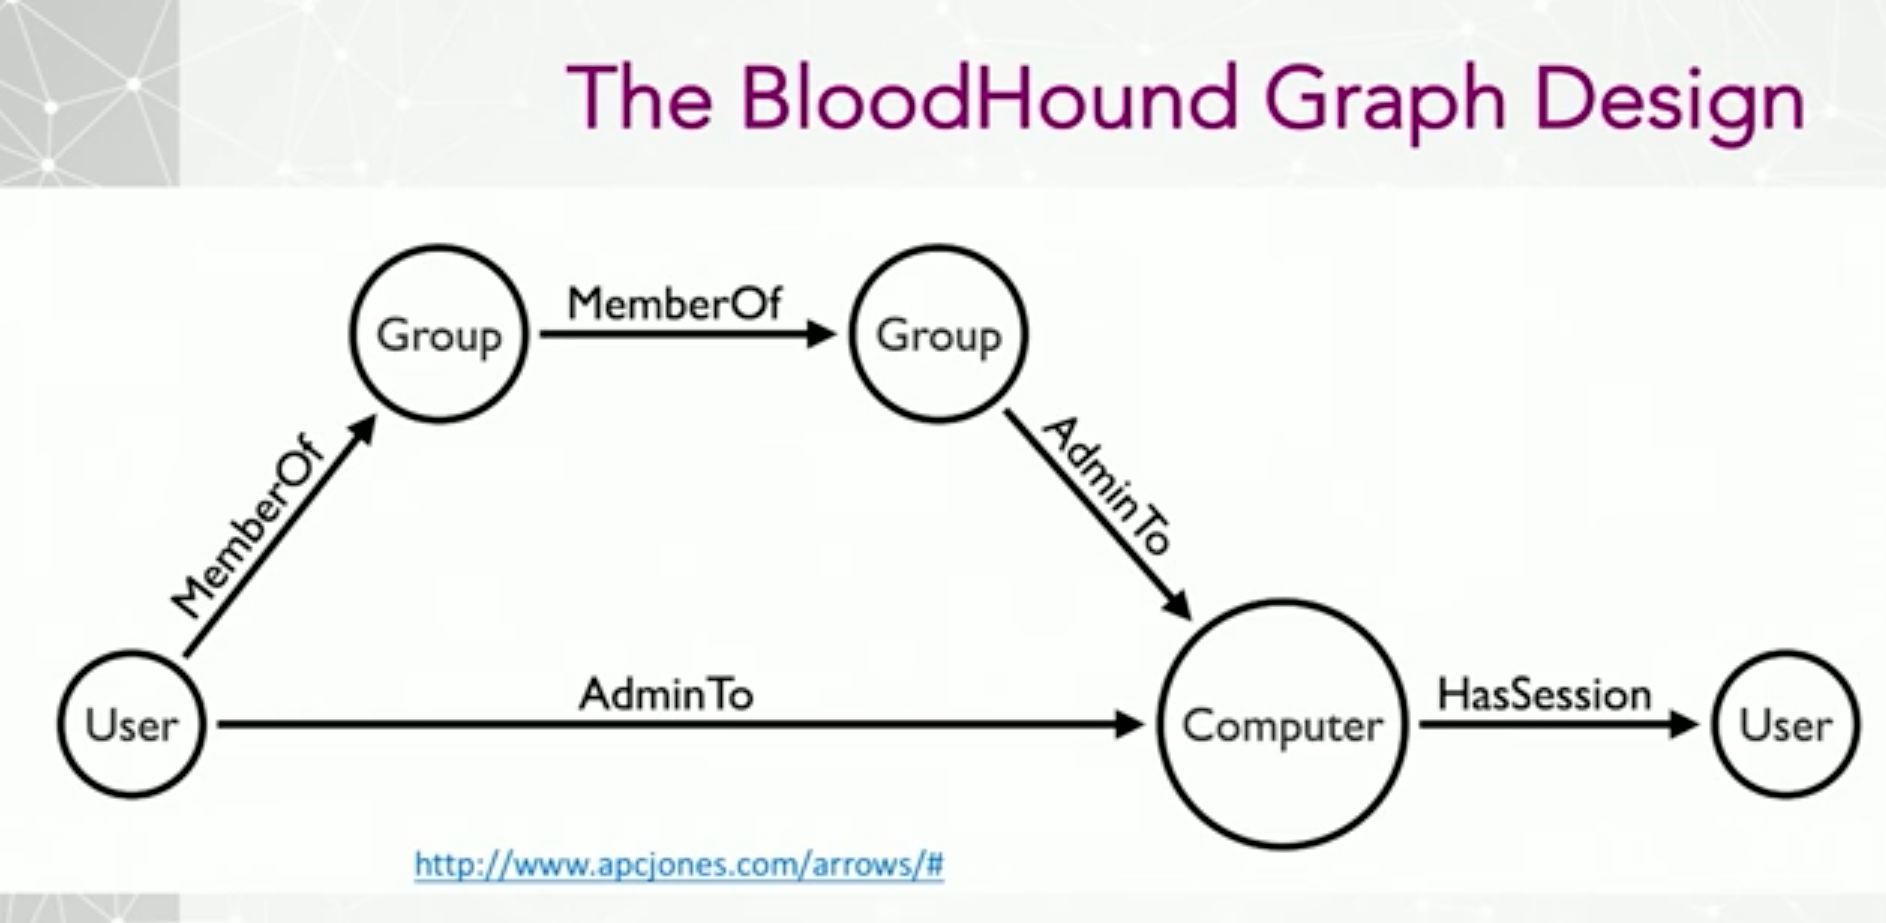 The BloodHound Graph Design
Group
MemberOf
Group
MemberOf
AdminTo
User
AdminTo
Computer
HasSession
User
http://www.apcjones.com/arrows/#